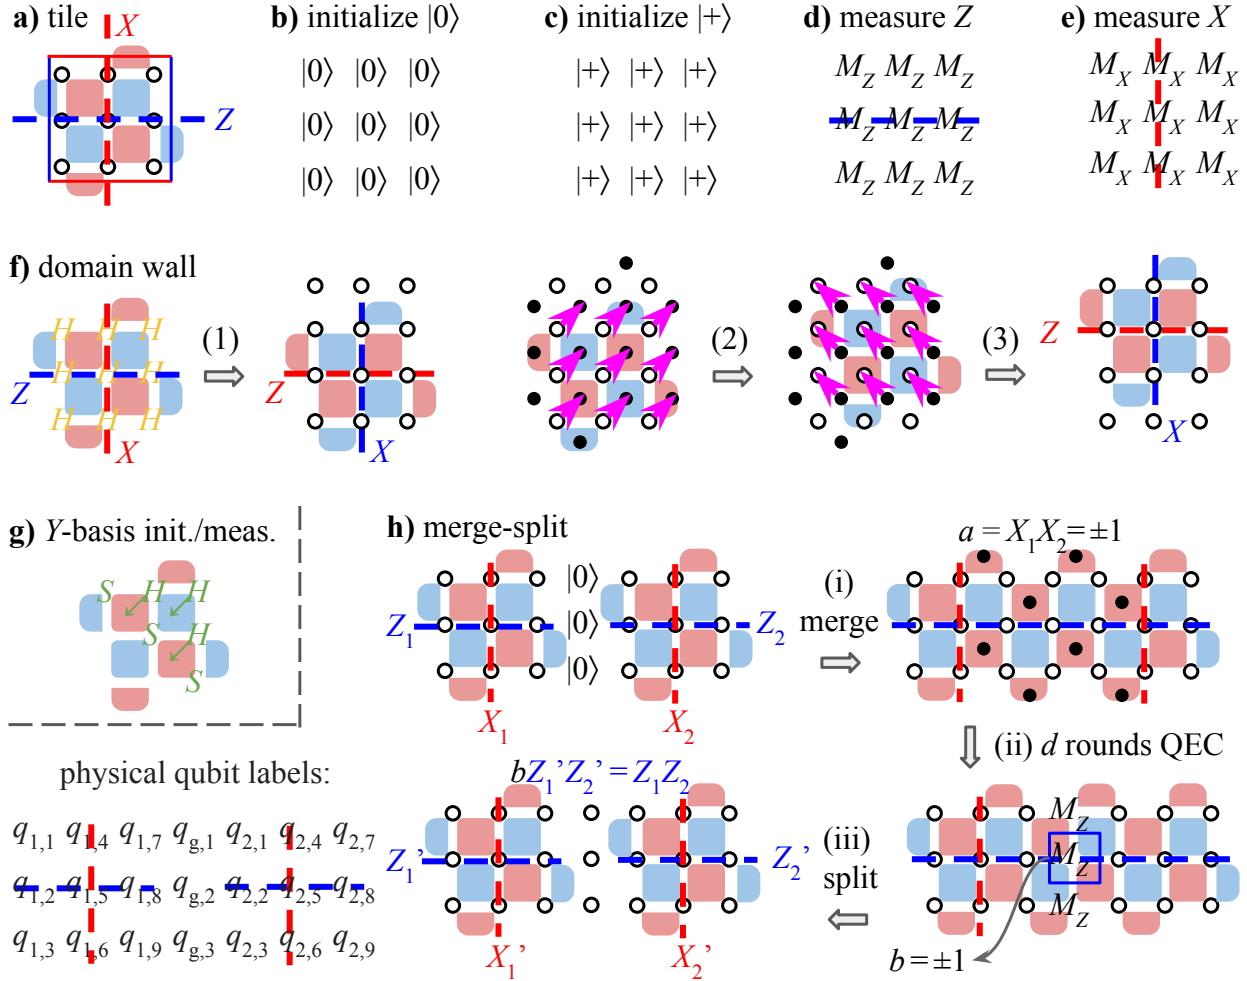 a) tile
X
Z
b) initialize |0⟩
|0⟩ |0⟩ |0⟩
|0⟩ |0⟩ |0⟩
|0⟩ |0⟩ |0⟩
c) initialize |+⟩
|+⟩ |+⟩ |+⟩
|+⟩ |+⟩ |+⟩
|+⟩ |+⟩ |+⟩
d) measure Z
M_Z M_Z M_Z
M_Z M_Z M_Z
M_Z M_Z M_Z
e) measure X
M_X M_X M_X
M_X M_X M_X
M_X M_X M_X
f) domain wall
H H H
Z H H H
H H H
X
(1)
Z
X
(2)
(3)
Z
X
g) Y-basis init./meas.
S H H
S H
S
h) merge-split
Z_1
X_1
|0⟩
|0⟩
|0⟩
Z_2
X_2
(i)
merge
a = X_1X_2 = ±1
(ii) d rounds QEC
M_Z
M_Z
M_Z
b = ±1
(iii)
split
bZ_1’Z_2’ = Z_1Z_2
Z_1’
X_1’
Z_2’
X_2’
physical qubit labels:
q_{1,1} q_{1,4} q_{1,7} q_{g,1} q_{2,1} q_{2,4} q_{2,7}
q_{1,2} q_{1,5} q_{1,8} q_{g,2} q_{2,2} q_{2,5} q_{2,8}
q_{1,3} q_{1,6} q_{1,9} q_{g,3} q_{2,3} q_{2,6} q_{2,9}